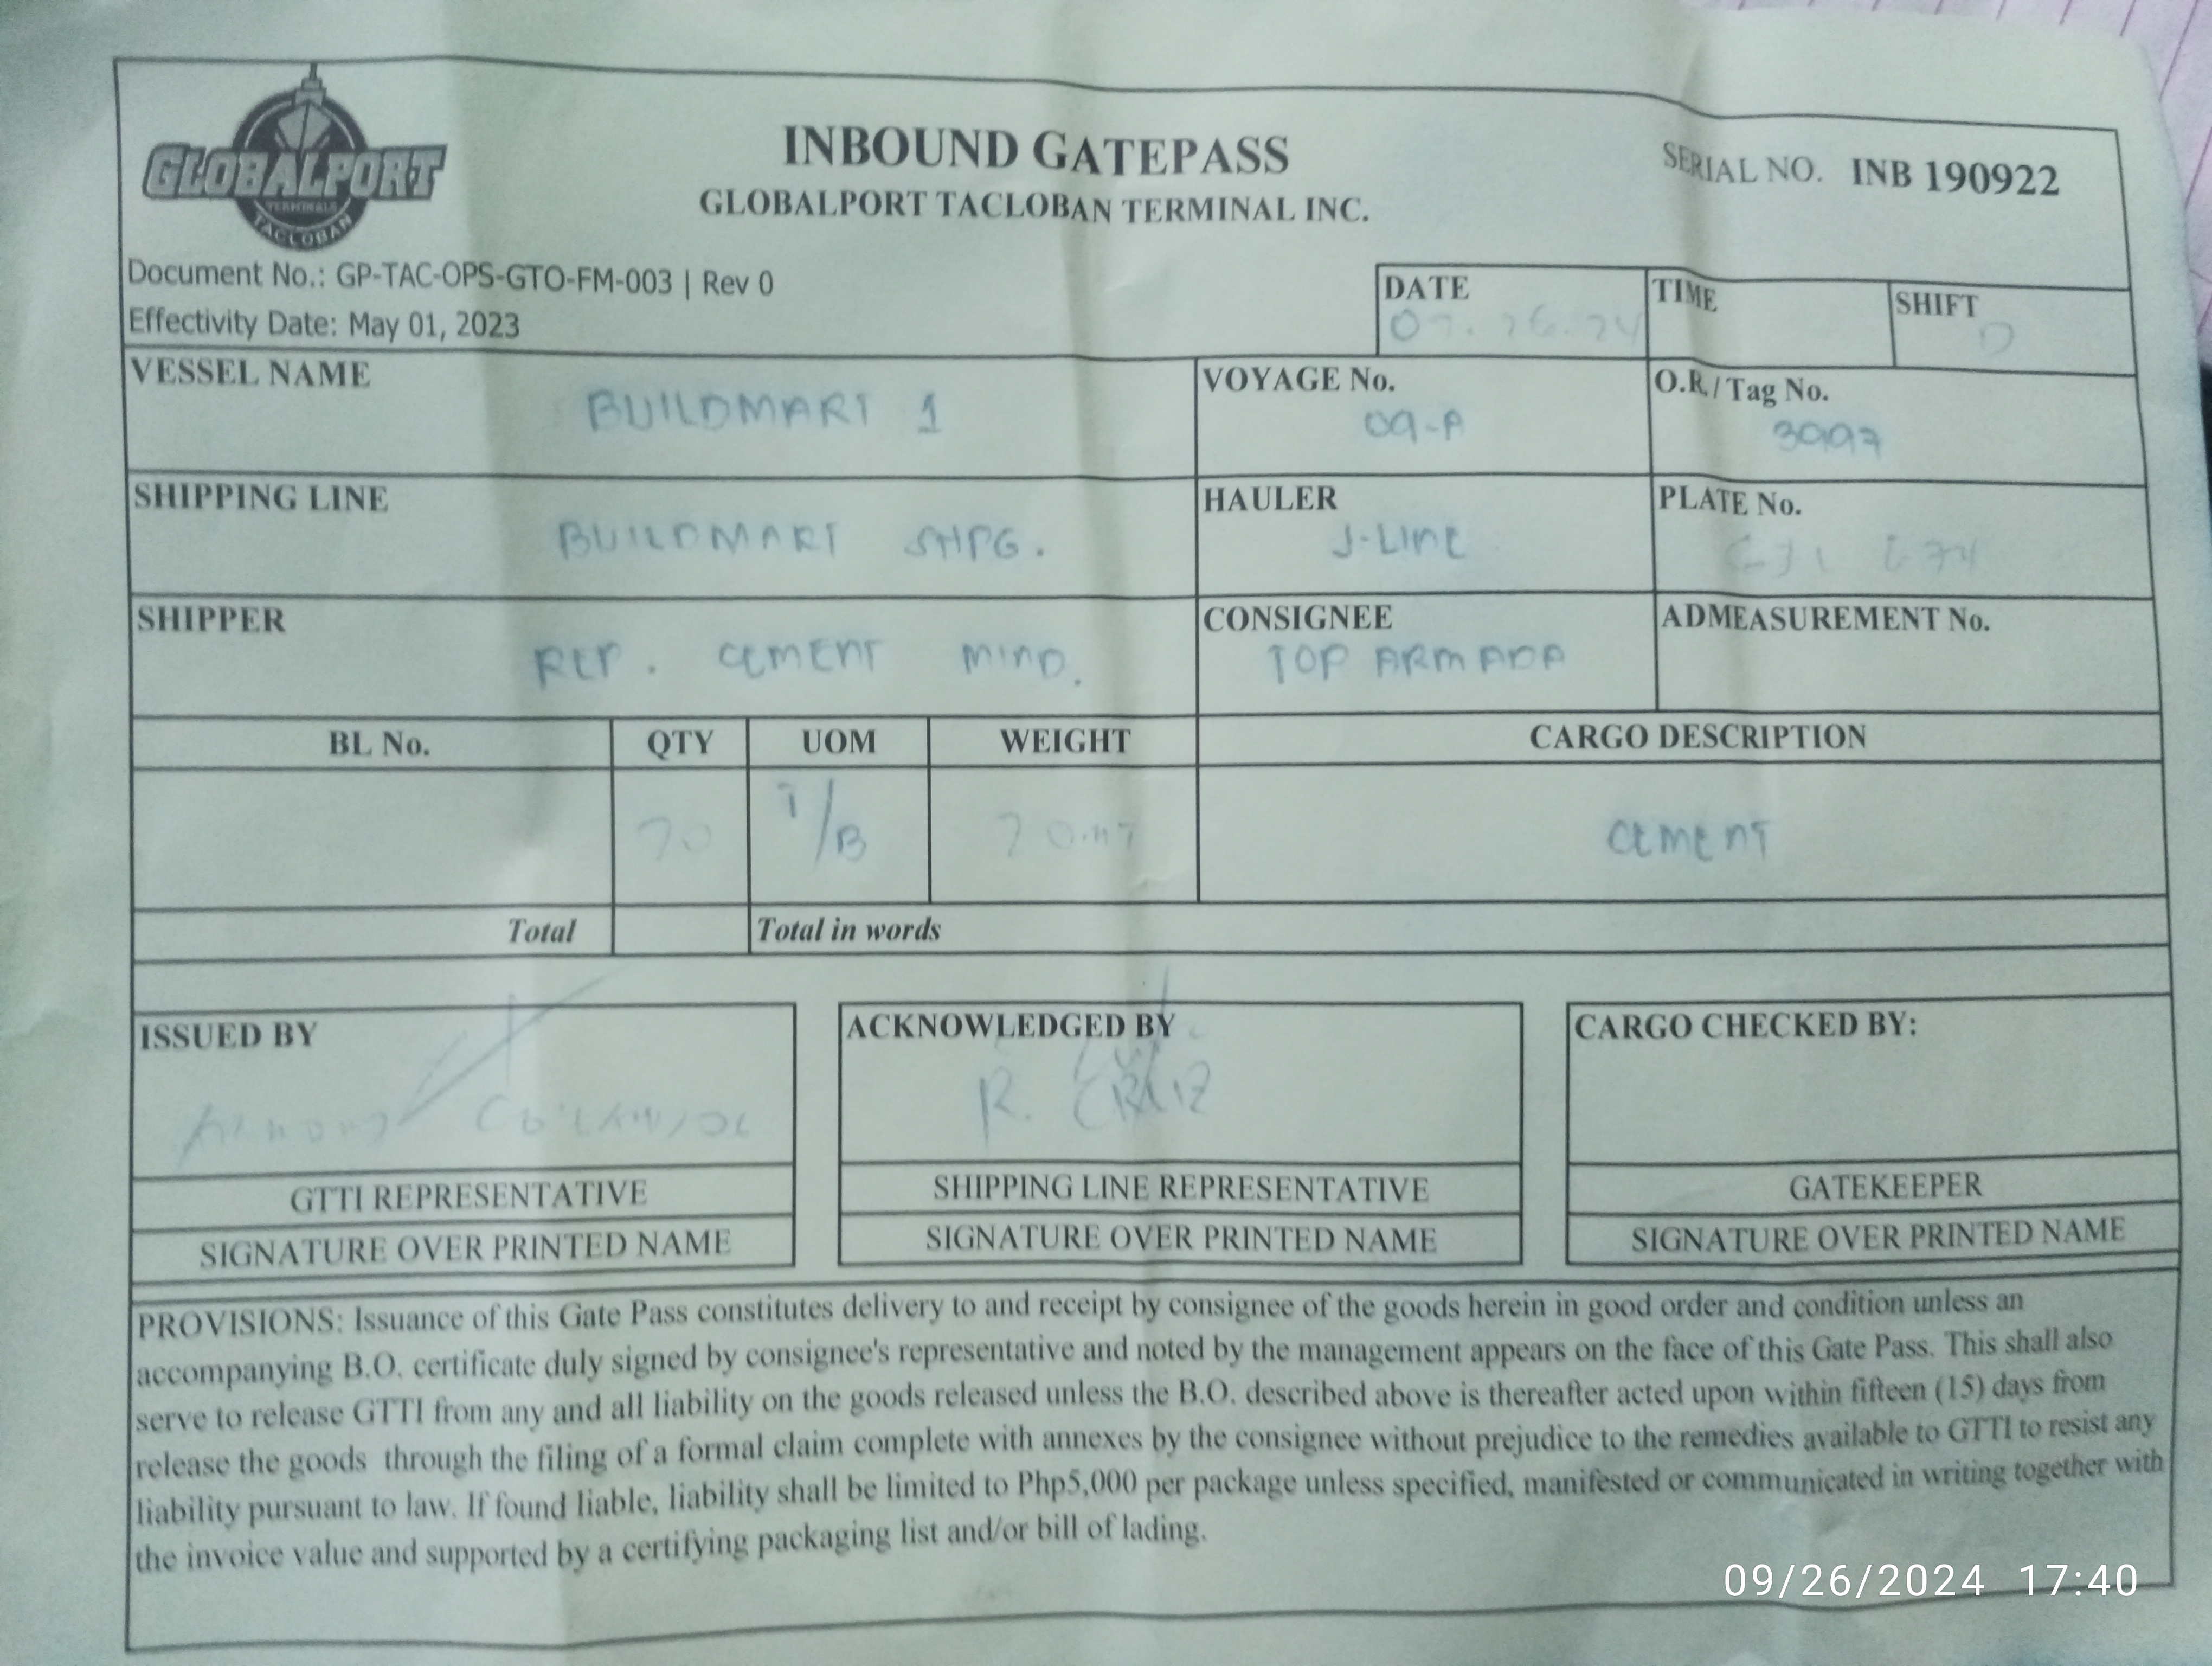 GLOBALPORT
TERMINALS
TACLOBAN
INBOUND GATEPASS
GLOBALPORT TACLOBAN TERMINAL INC.
SERIAL NO. INB 190922
Document No.: GP-TAC-OPS-GTO-FM-003 | Rev 0
Effectivity Date: May 01, 2023
DATE
TIME
SHIFT
D
VESSEL NAME
BUILDMART 1
VOYAGE No.
09-A
O.R./Tag No.
SHIPPING LINE
BUILDMART SHPG.
HAULER
J-LINE
PLATE No.
SHIPPER
REP. CEMENT MIND.
CONSIGNEE
TOP ARMADA
ADMEASUREMENT No.
BL No. QTY UOM WEIGHT CARGO DESCRIPTION
T/B CEMENT
Total
Total in words
ISSUED BY
ACKNOWLEDGED BY
R. CRUZ
CARGO CHECKED BY:
GTTI REPRESENTATIVE
SIGNATURE OVER PRINTED NAME
SHIPPING LINE REPRESENTATIVE
SIGNATURE OVER PRINTED NAME
GATEKEEPER
SIGNATURE OVER PRINTED NAME
PROVISIONS: Issuance of this Gate Pass constitutes delivery to and receipt by consignee of the goods herein in good order and condition unless an
accompanying B.O. certificate duly signed by consignee's representative and noted by the management appears on the face of this Gate Pass. This shall also
serve to release GTTI from any and all liability on the goods released unless the B.O. described above is thereafter acted upon within fifteen (15) days from
release the goods through the filing of a formal claim complete with annexes by the consignee without prejudice to the remedies available to GTTI to resist any
liability pursuant to law. If found liable, liability shall be limited to Php5,000 per package unless specified, manifested or communicated in writing together with
the invoice value and supported by a certifying packaging list and/or bill of lading.
09/26/2024 17:40